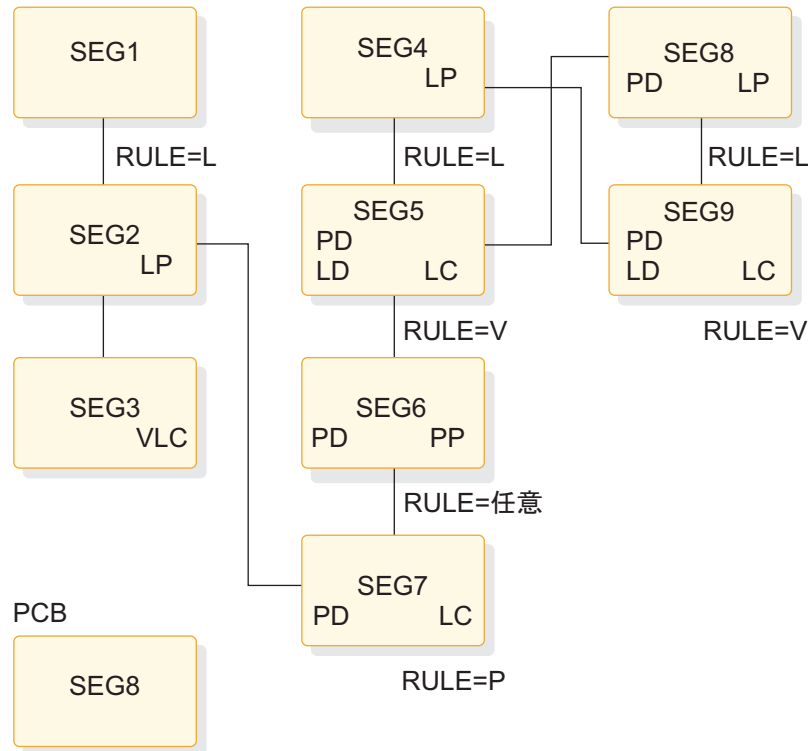 SEG1
RULE=L
SEG2
LP
SEG3
VLC
PCB
SEG8
SEG4
LP
RULE=L
SEG5
PD
LD LC
RULE=V
SEG6
PD PP
RULE=任意
SEG7
PD LC
RULE=P
SEG8
PD LP
RULE=L
SEG9
PD
LD LC
RULE=V